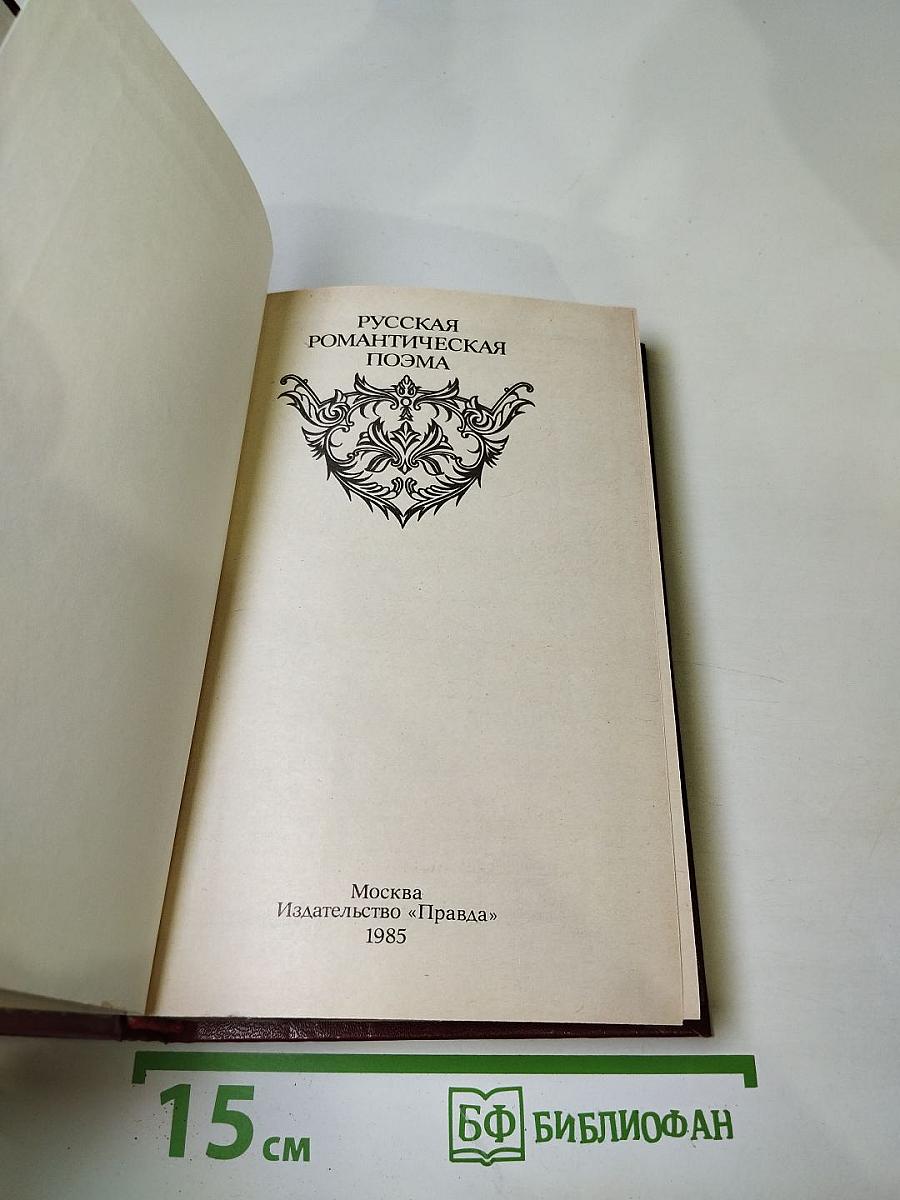 РУССКАЯ
РОМАНТИЧЕСКАЯ
ПОЭМА
Москва
Издательство «Правда»
1985
15 см
БФ БИБЛИОФАН